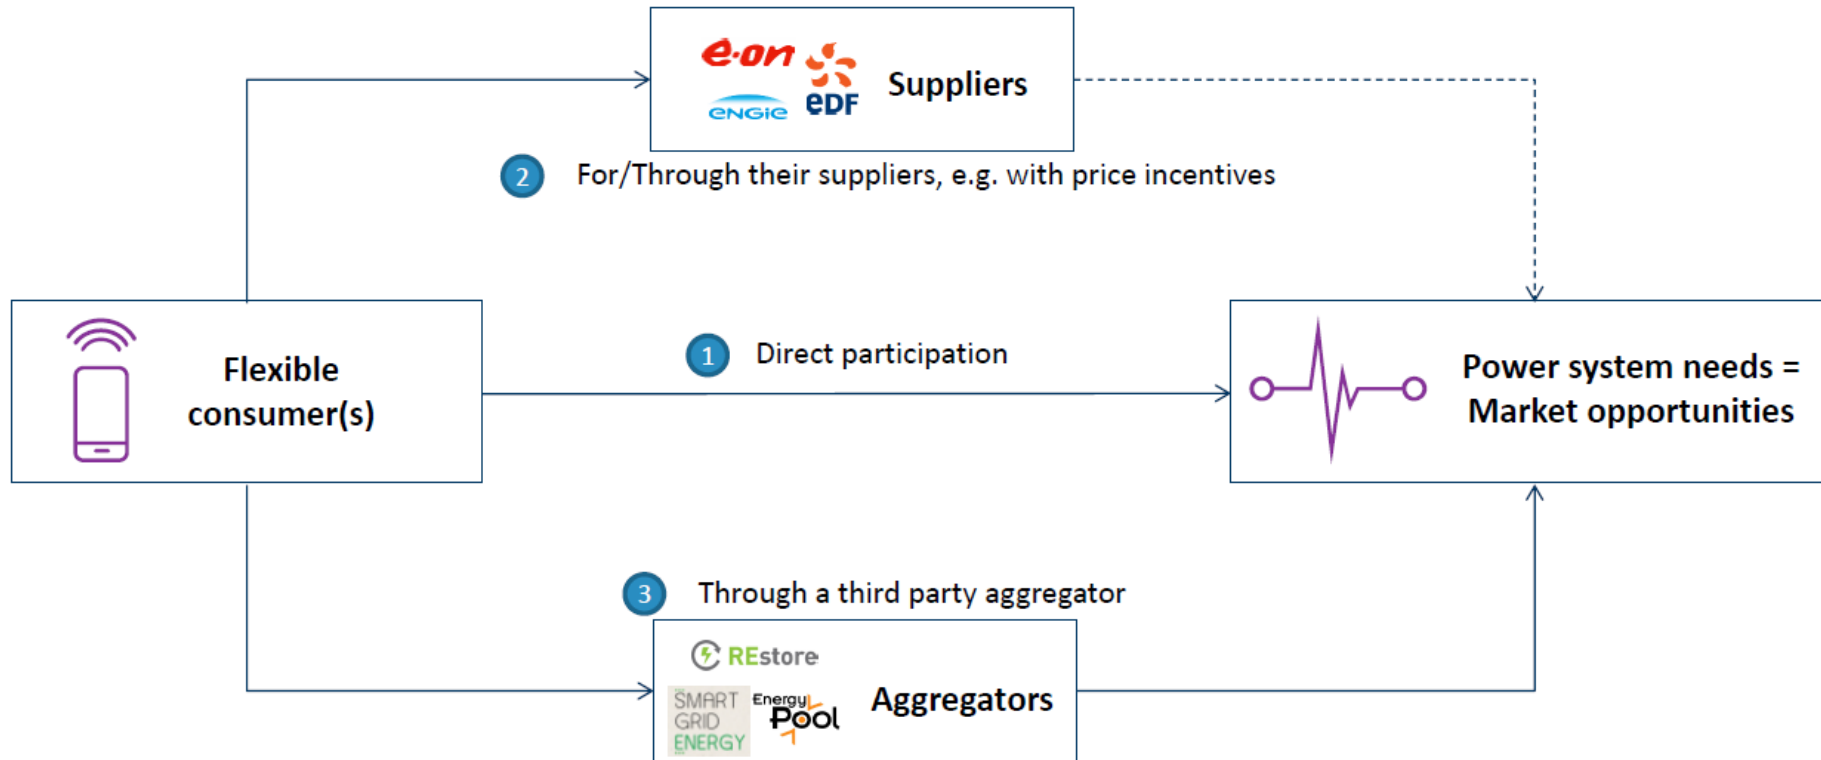 e·on
eDF
Suppliers
eNGie
2 For/Through their suppliers, e.g. with price incentives
Flexible
consumer(s)
1 Direct participation
Power system needs =
Market opportunities
3 Through a third party aggregator
REstore
SMART
GRID
ENERGY
Energy
Pool
Aggregators